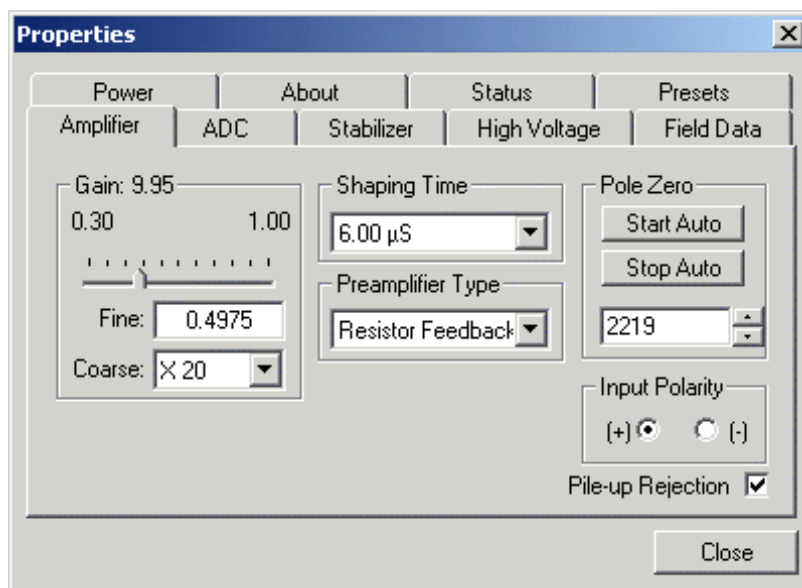 Properties
Power About Status Presets
Amplifier ADC Stabilizer High Voltage Field Data
Gain: 9.95
0.30 1.00
Fine: 0.4975
Coarse: X 20
Shaping Time
6.00 µS
Preamplifier Type
Resistor Feedback
Pole Zero
Start Auto
Stop Auto
2219
Input Polarity
(+) (-)
Pile-up Rejection
Close